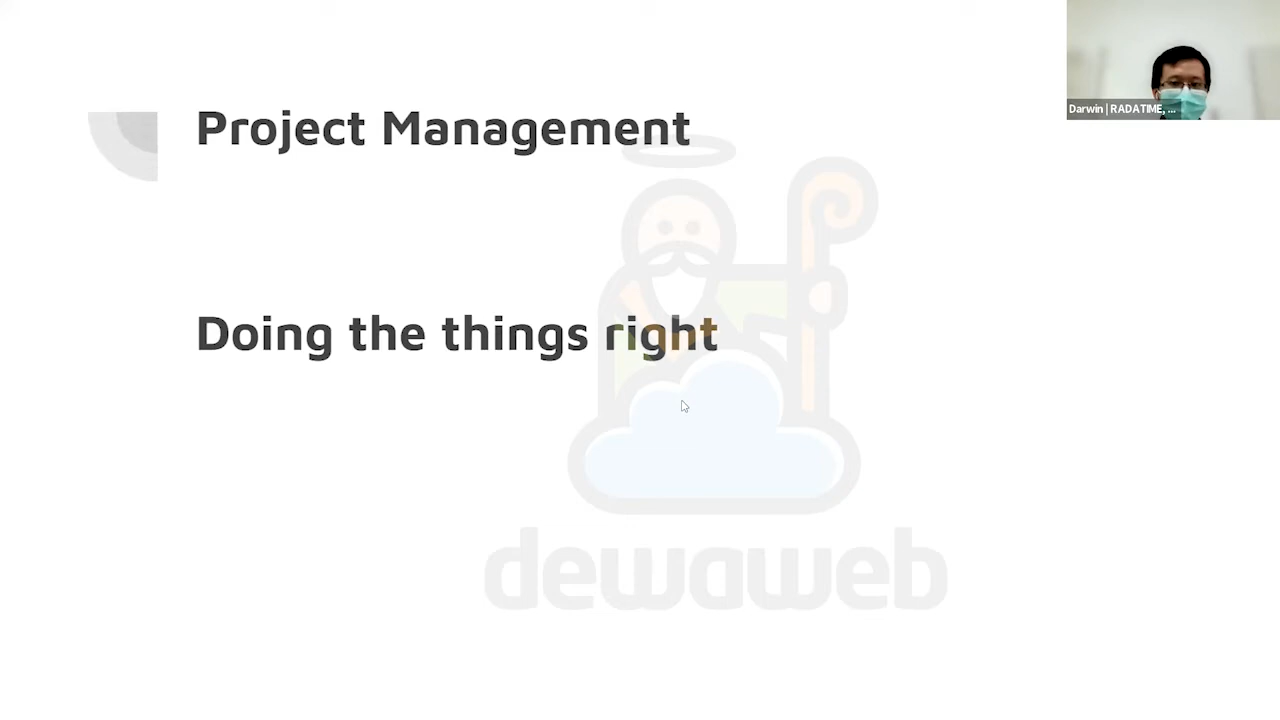 Project Management
Darwin | RADATIME, ...
Doing the things right
dewaweb